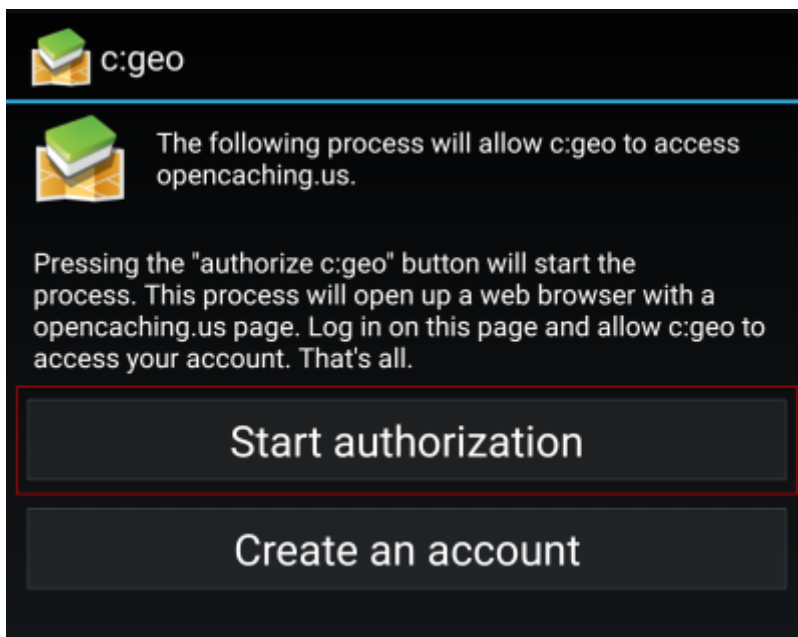 c:geo
The following process will allow c:geo to access
opencaching.us.
Pressing the "authorize c:geo" button will start the
process. This process will open up a web browser with a
opencaching.us page. Log in on this page and allow c:geo to
access your account. That's all.
Start authorization
Create an account